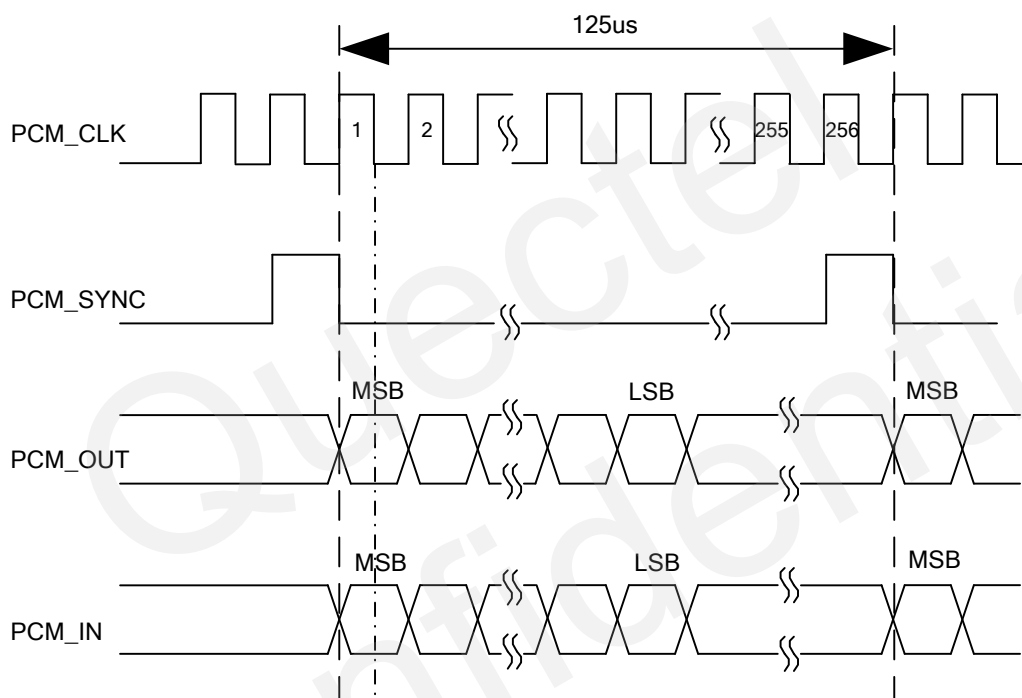 125us
PCM_CLK
1 2 255 256
PCM_SYNC
MSB LSB MSB
PCM_OUT
MSB LSB MSB
PCM_IN
Quectel
Confidential